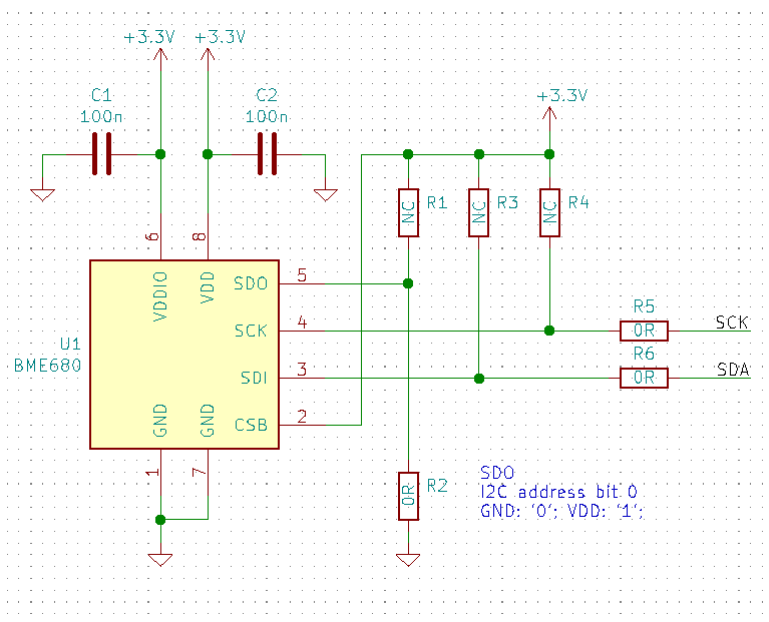 +3.3V +3.3V
C1
100n
C2
100n
+3.3V
NC R1
NC R3
NC R4
6
8
VDDIO
VDD
SDO 5
SCK 4
SDI 3
CSB 2
U1
BME680
GND
GND
1
7
R5
0R
SCK
R6
0R
SDA
0R R2
SDO
I2C address bit 0
GND: '0'; VDD: '1';